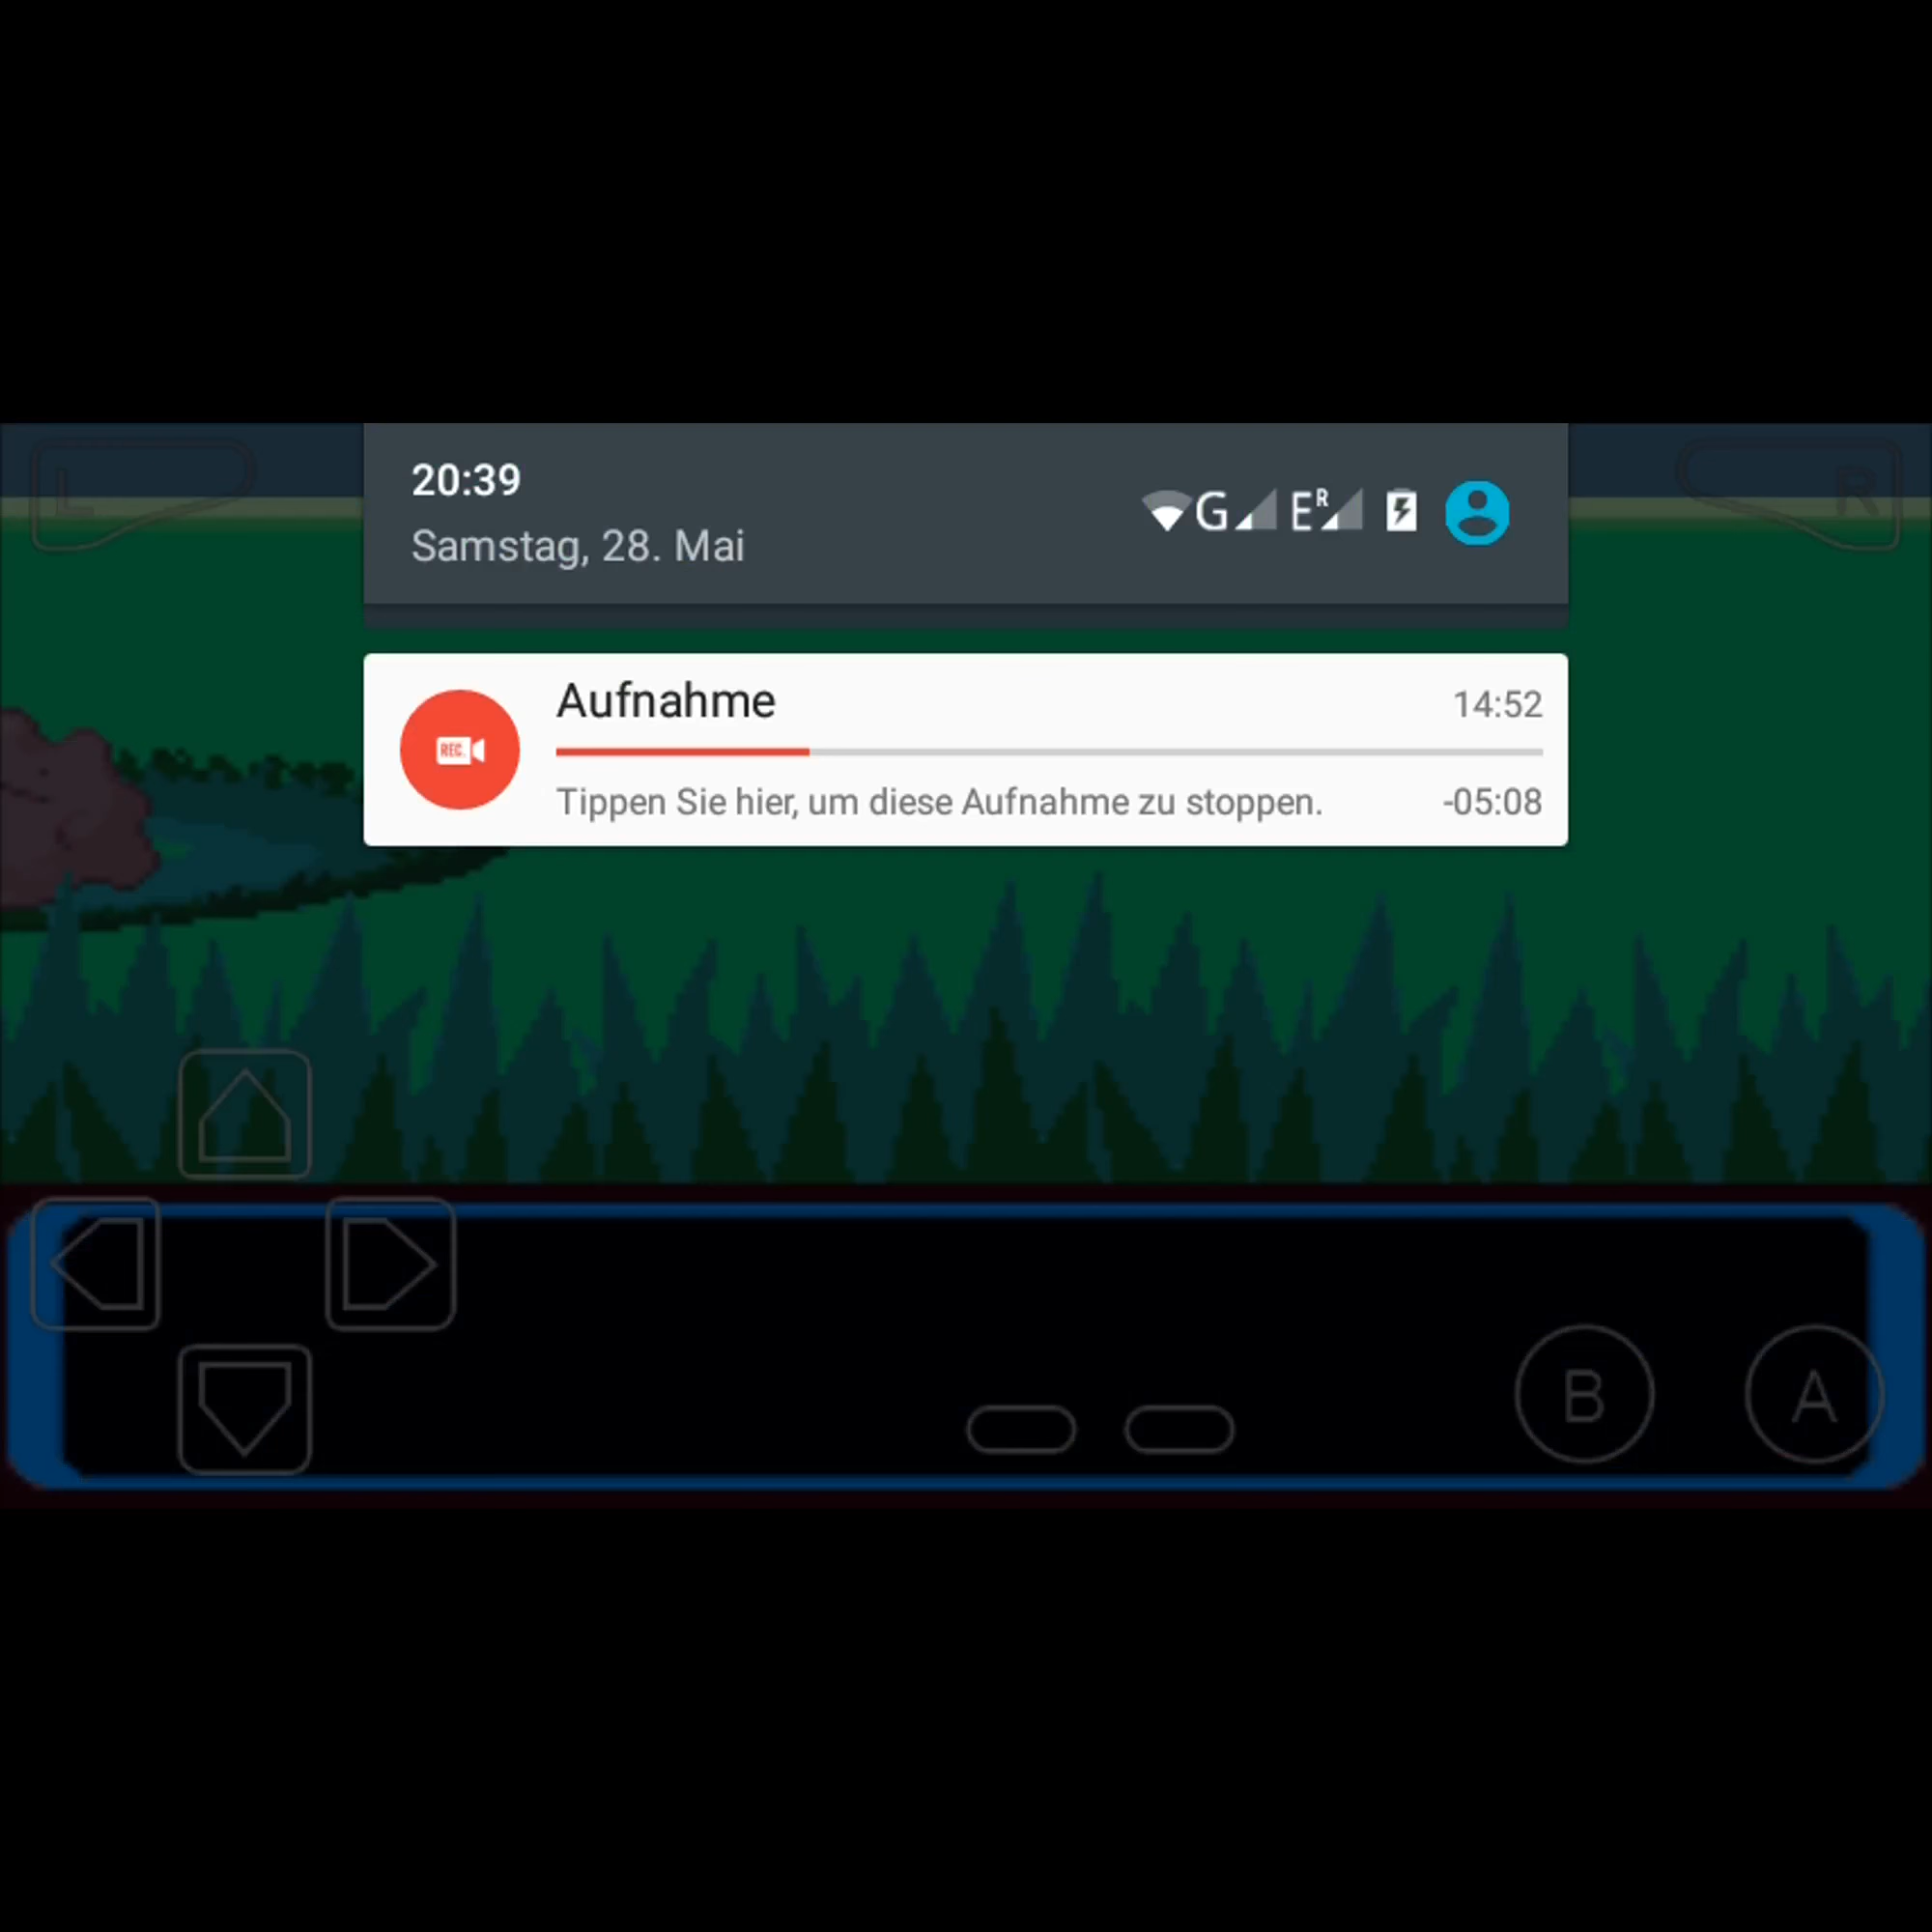 20:39
Samstag, 28. Mai
G E R
L
R
Aufnahme
14:52
REC.
Tippen Sie hier, um diese Aufnahme zu stoppen.
-05:08
B
A